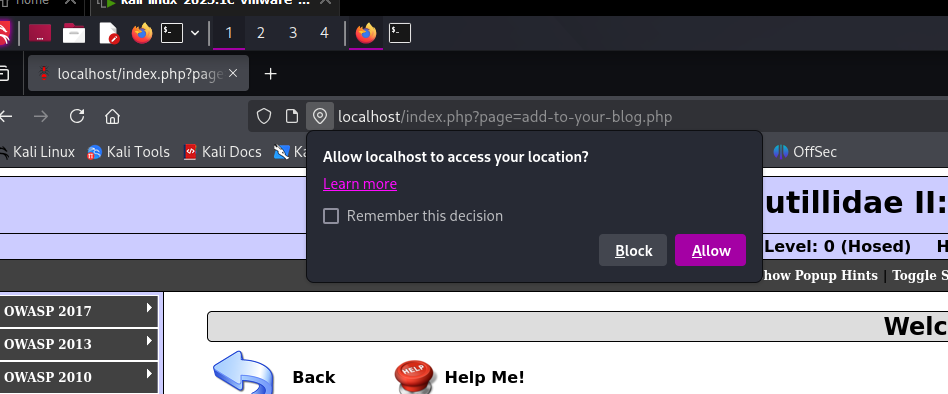 Home
kali-linux-2025.1c-vmware-...
1 2 3 4
localhost/index.php?page
localhost/index.php?page=add-to-your-blog.php
Kali Linux
Kali Tools
Kali Docs
Ka
OffSec
Allow localhost to access your location?
Learn more
Remember this decision
Block
Allow
utillidae II:
Level: 0 (Hosed)
H
how Popup Hints | Toggle S
OWASP 2017
OWASP 2013
OWASP 2010
Welc
Back
HELP
Help Me!